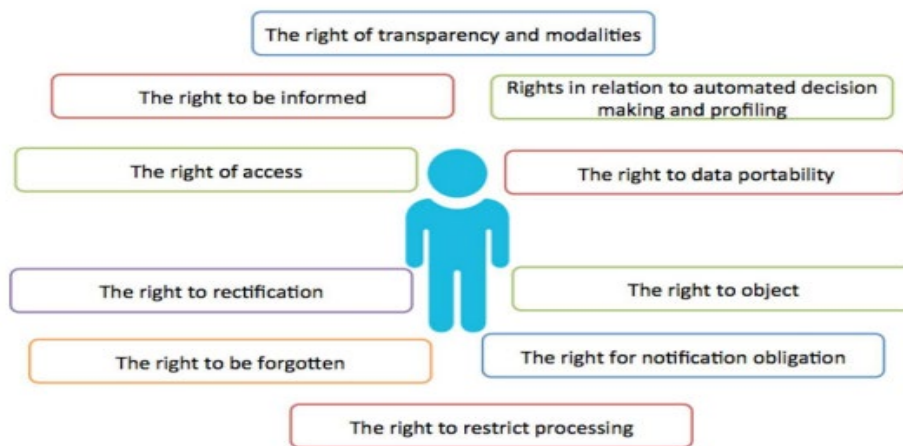 The right of transparency and modalities
The right to be informed
Rights in relation to automated decision
making and profiling
The right of access
The right to data portability
The right to rectification
The right to object
The right to be forgotten
The right for notification obligation
The right to restrict processing